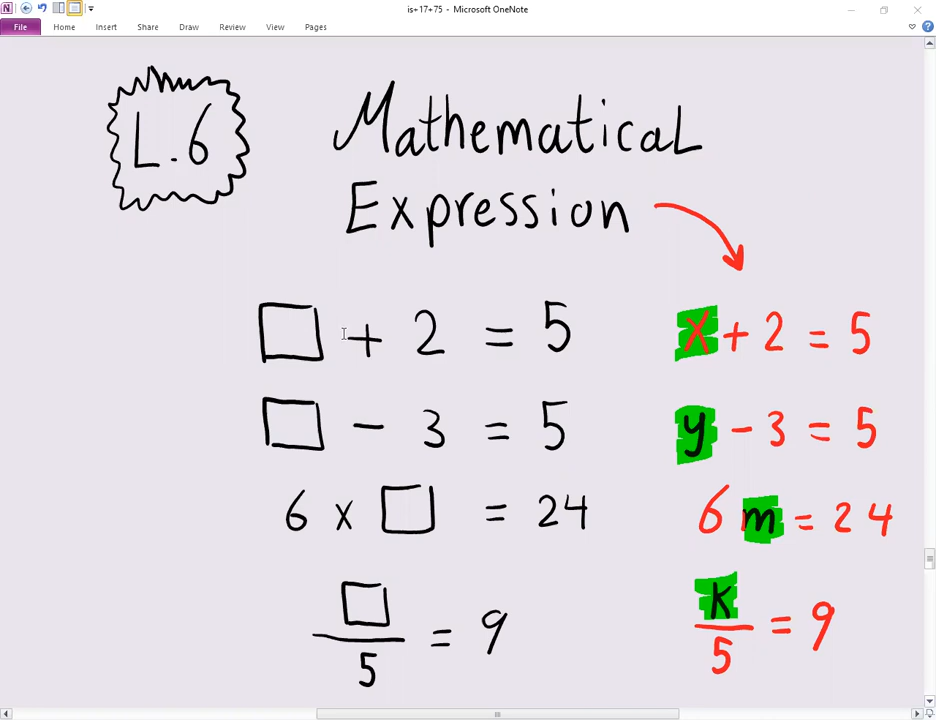 is+17+75 - Microsoft OneNote
File Home Insert Share Draw Review View Pages
L.6
Mathematical
Expression
□ + 2 = 5
x + 2 = 5
□ - 3 = 5
y - 3 = 5
6 x □ = 24
6 m = 24
□/5 = 9
k/5 = 9